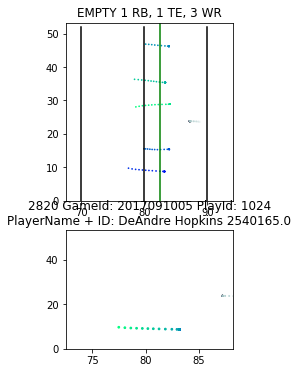 EMPTY 1 RB, 1 TE, 3 WR
50
40
30
20
10
0
70 80 90
2820 GameId: 2017091005 PlayId: 1024
PlayerName + ID: DeAndre Hopkins 2540165.0
40
20
0
75 80 85